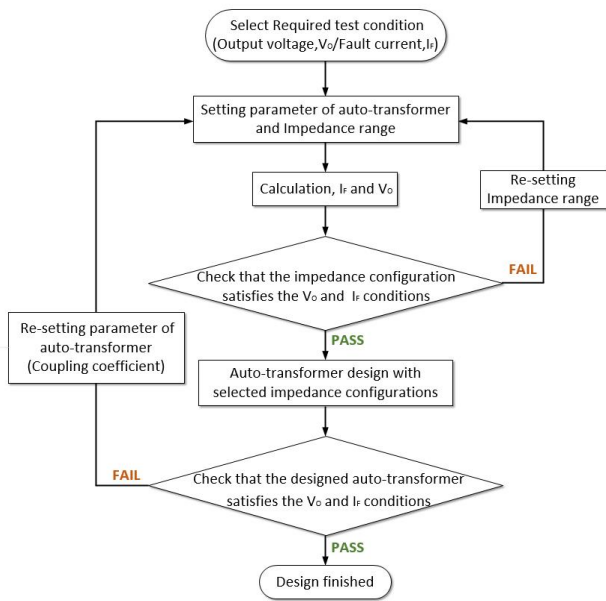 Select Required test condition
(Output voltage,VO/Fault current,IF)
Setting parameter of auto-transformer
and Impedance range
Calculation, IF and VO
Re-setting
Impedance range
Check that the impedance configuration
satisfies the VO and IF conditions
FAIL
PASS
Re-setting parameter of
auto-transformer
(Coupling coefficient)
Auto-transformer design with
selected impedance configurations
Check that the designed auto-transformer
satisfies the VO and IF conditions
FAIL
PASS
Design finished